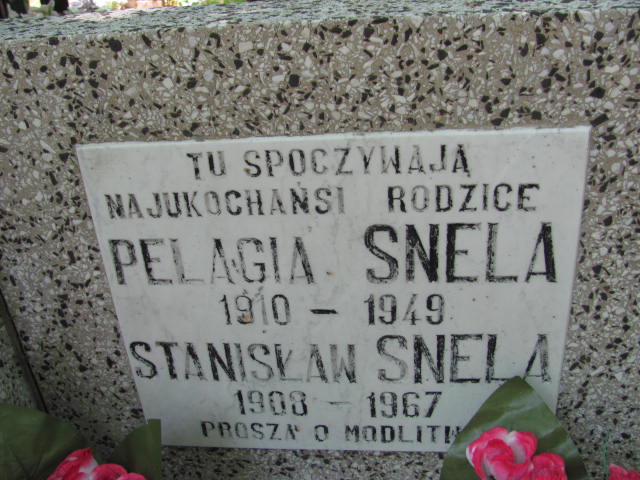 TU SPOCZYWAJĄ
NAJUKOCHAŃSI RODZICE
PELAGIA SNELA
1910 – 1949
STANISŁAW SNELA
1908 – 1967
PROSZĄ O MODLITW